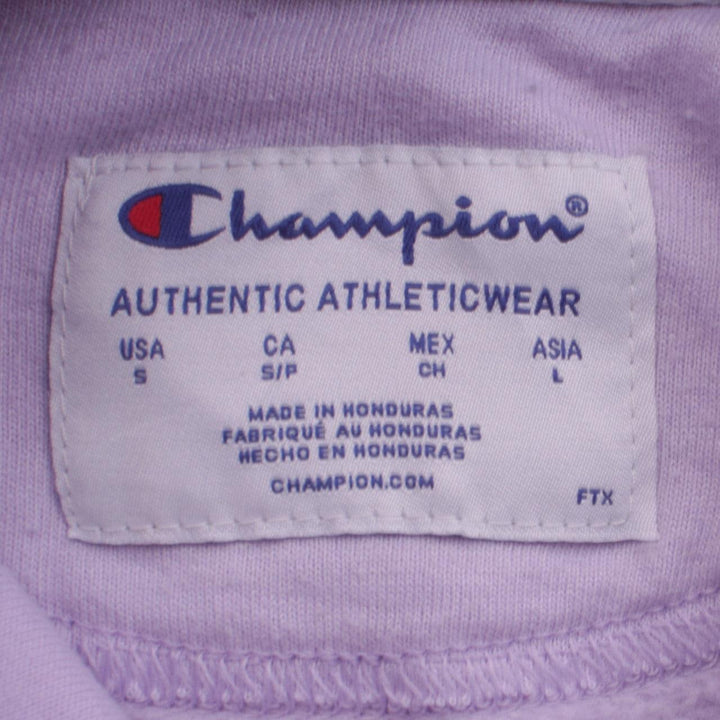 Champion®
AUTHENTIC ATHLETICWEAR
USA CA MEX ASIA
S S/P CH L
MADE IN HONDURAS
FABRIQUÉ AU HONDURAS
HECHO EN HONDURAS
CHAMPION.COM
FTX